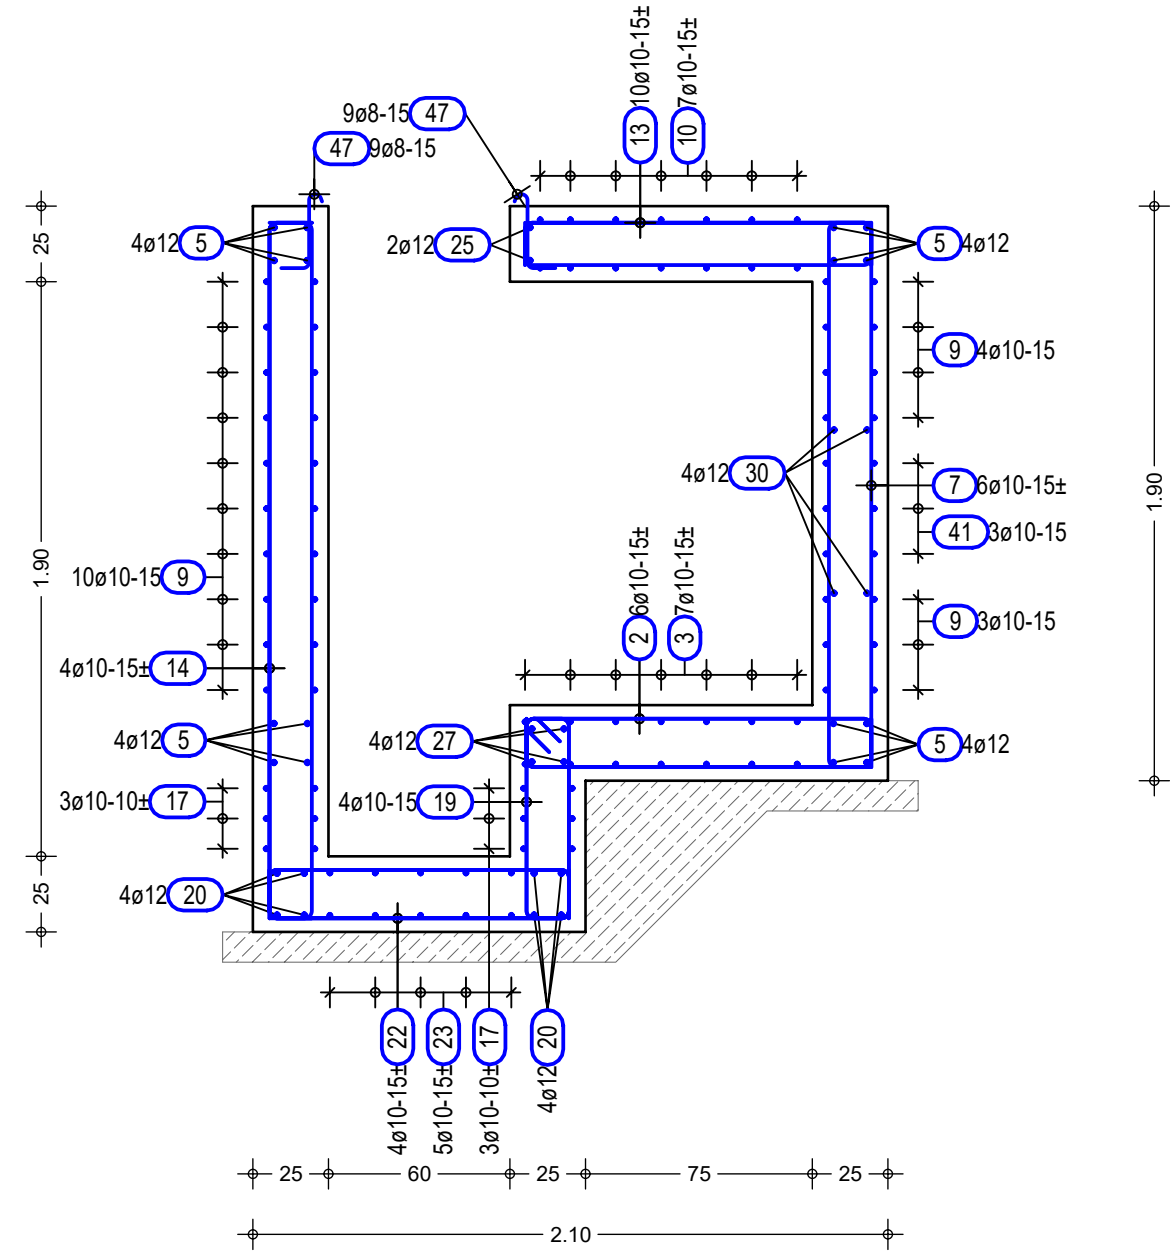 10ø10-15±
7ø10-15±
13
10
9ø8-15 47
47 9ø8-15
25
4ø12 5
2ø12 25
5 4ø12
9 4ø10-15
4ø12 30
7 6ø10-15±
1.90
41 3ø10-15
1.90
10ø10-15 9
6ø10-15±
7ø10-15±
2
3
9 3ø10-15
4ø10-15± 14
4ø12 5
4ø12 27
5 4ø12
3ø10-10± 17
4ø10-15 19
4ø12 20
25
22
23
17
20
4ø10-15±
5ø10-15±
3ø10-10±
4ø12
25 60 25 75 25
2.10